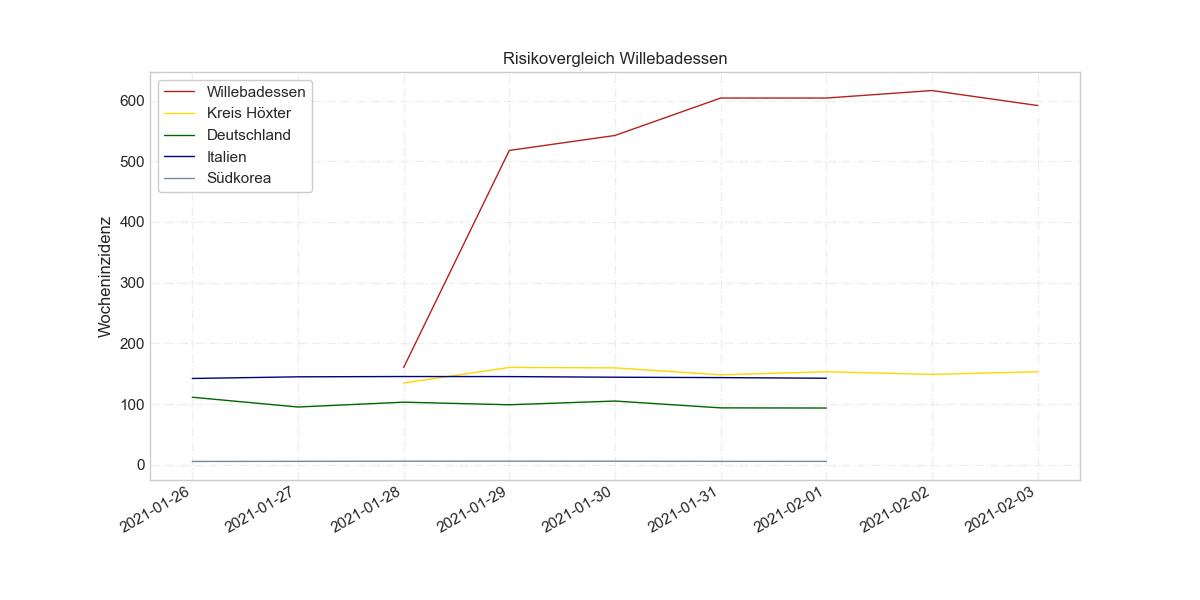 Risikovergleich Willebadessen
Willebadessen
Kreis Höxter
Deutschland
Italien
Südkorea
Wocheninzidenz
600
500
400
300
200
100
0
2021-01-26
2021-01-27
2021-01-28
2021-01-29
2021-01-30
2021-01-31
2021-02-01
2021-02-02
2021-02-03